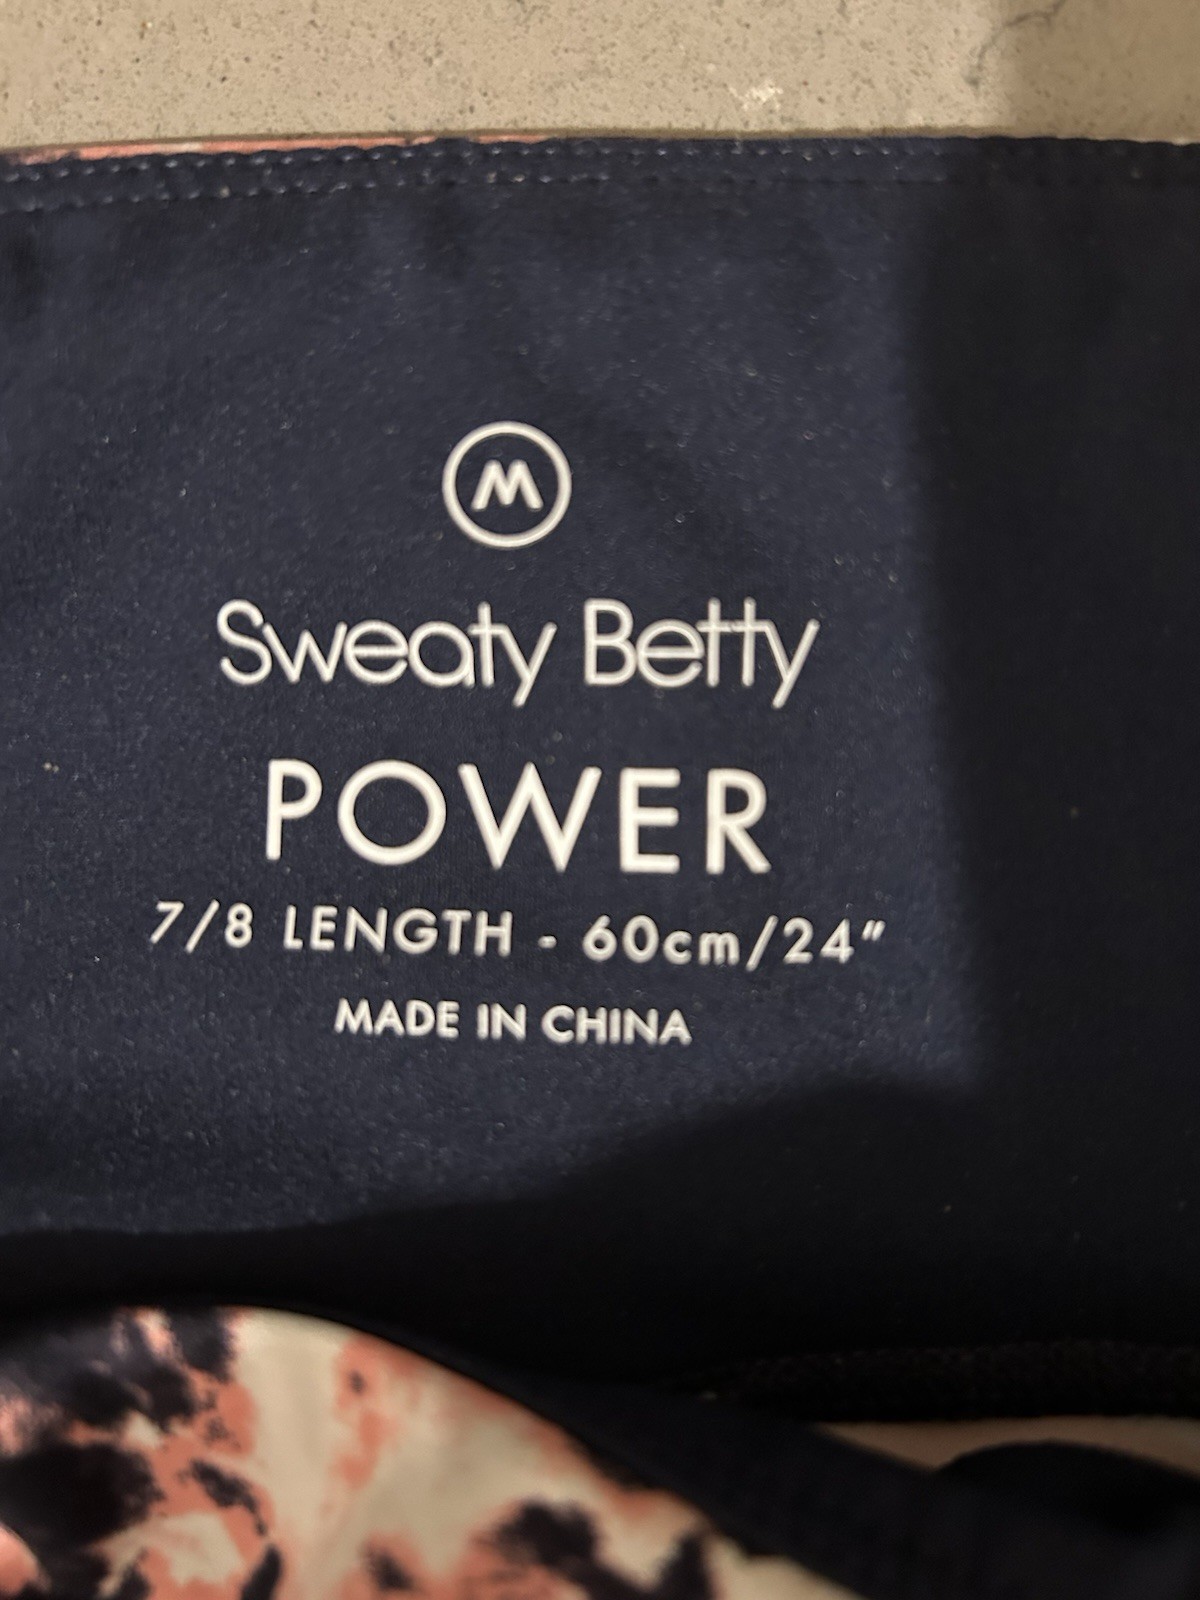 M
Sweaty Betty
POWER
7/8 LENGTH - 60cm/24"
MADE IN CHINA